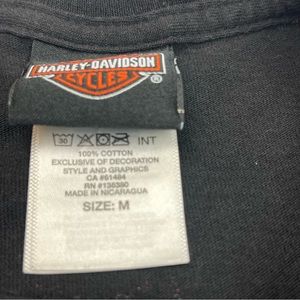 HARLEY-DAVIDSON
CYCLES ®
30 INT
100% COTTON
EXCLUSIVE OF DECORATION
STYLE AND GRAPHICS
CA #61484
RN #136380
MADE IN NICARAGUA
SIZE: M